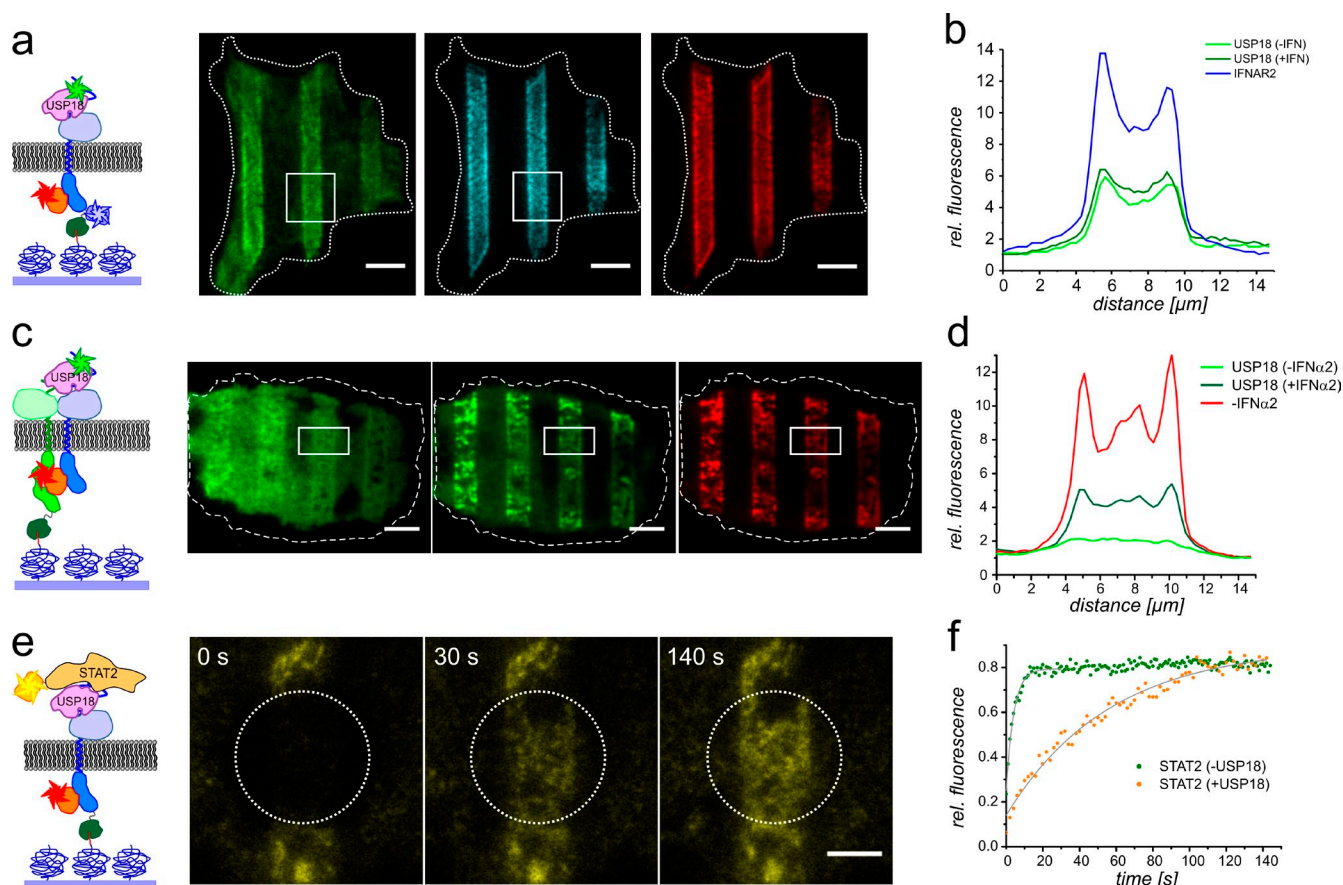 a
USP18
b
rel. fluorescence
14
12
10
8
6
4
2
0
0 2 4 6 8 10 12 14
distance [µm]
USP18 (-IFN)
USP18 (+IFN)
IFNAR2
c
USP18
d
rel. fluorescence
12
10
8
6
4
2
0
0 2 4 6 8 10 12 14
distance [µm]
USP18 (-IFNα2)
USP18 (+IFNα2)
-IFNα2
e
STAT2
USP18
0 s
30 s
140 s
f
rel. fluorescence
0.8
0.6
0.4
0.2
0.0
0 20 40 60 80 100 120 140
time [s]
STAT2 (-USP18)
STAT2 (+USP18)